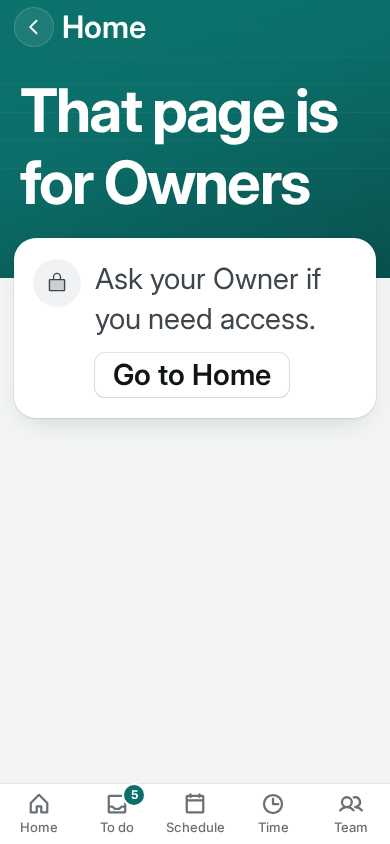 Home
That page is
for Owners
Ask your Owner if
you need access.
Go to Home
5
Home
To do
Schedule
Time
Team